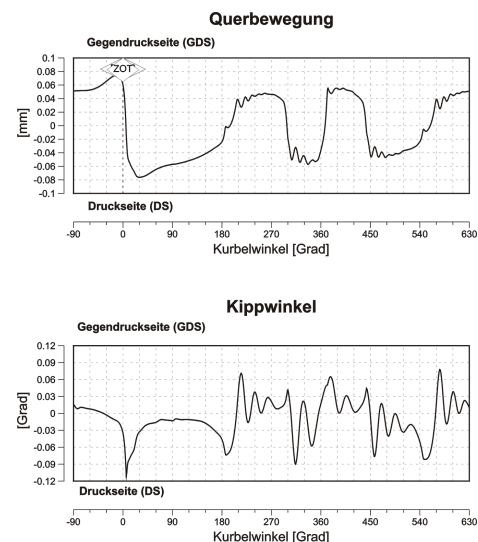 Querbewegung
Gegendruckseite (GDS)
0.1
0.08
0.06
0.04
0.02
0
-0.02
-0.04
-0.06
-0.08
-0.1
[mm]
ZOT
Druckseite (DS)
-90 0 90 180 270 360 450 540 630
Kurbelwinkel [Grad]
Kippwinkel
Gegendruckseite (GDS)
0.12
0.09
0.06
0.03
0
-0.03
-0.06
-0.09
-0.12
[Grad]
Druckseite (DS)
-90 0 90 180 270 360 450 540 630
Kurbelwinkel [Grad]